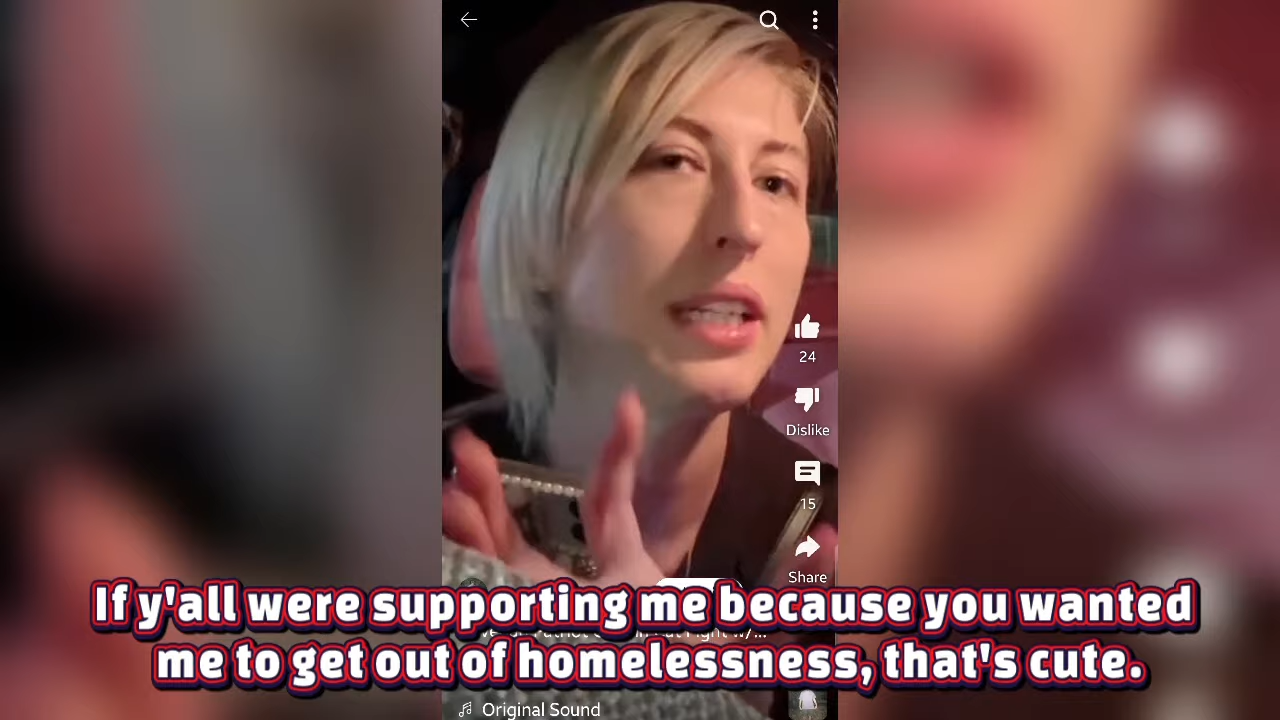 24
Dislike
15
Share
If y'all were supporting me because you wanted
me to get out of homelessness, that's cute.
Original Sound